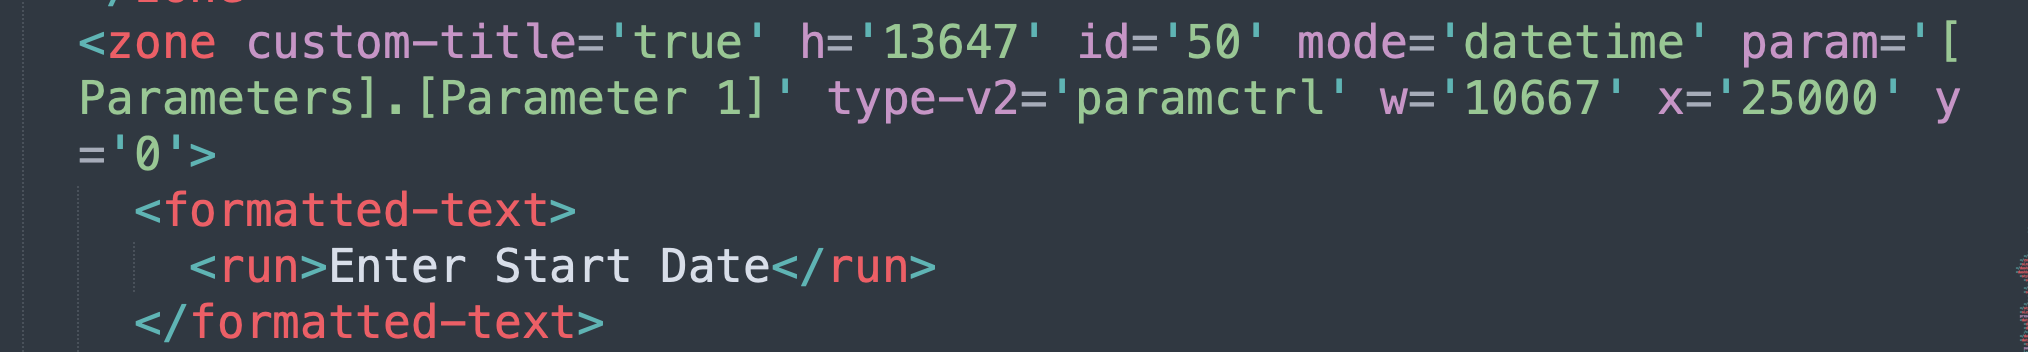 </zone
<zone custom-title='true' h='13647' id='50' mode='datetime' param='[
Parameters].[Parameter 1]' type-v2='paramctrl' w='10667' x='25000' y
='0'>
<formatted-text>
<run>Enter Start Date</run>
</formatted-text>